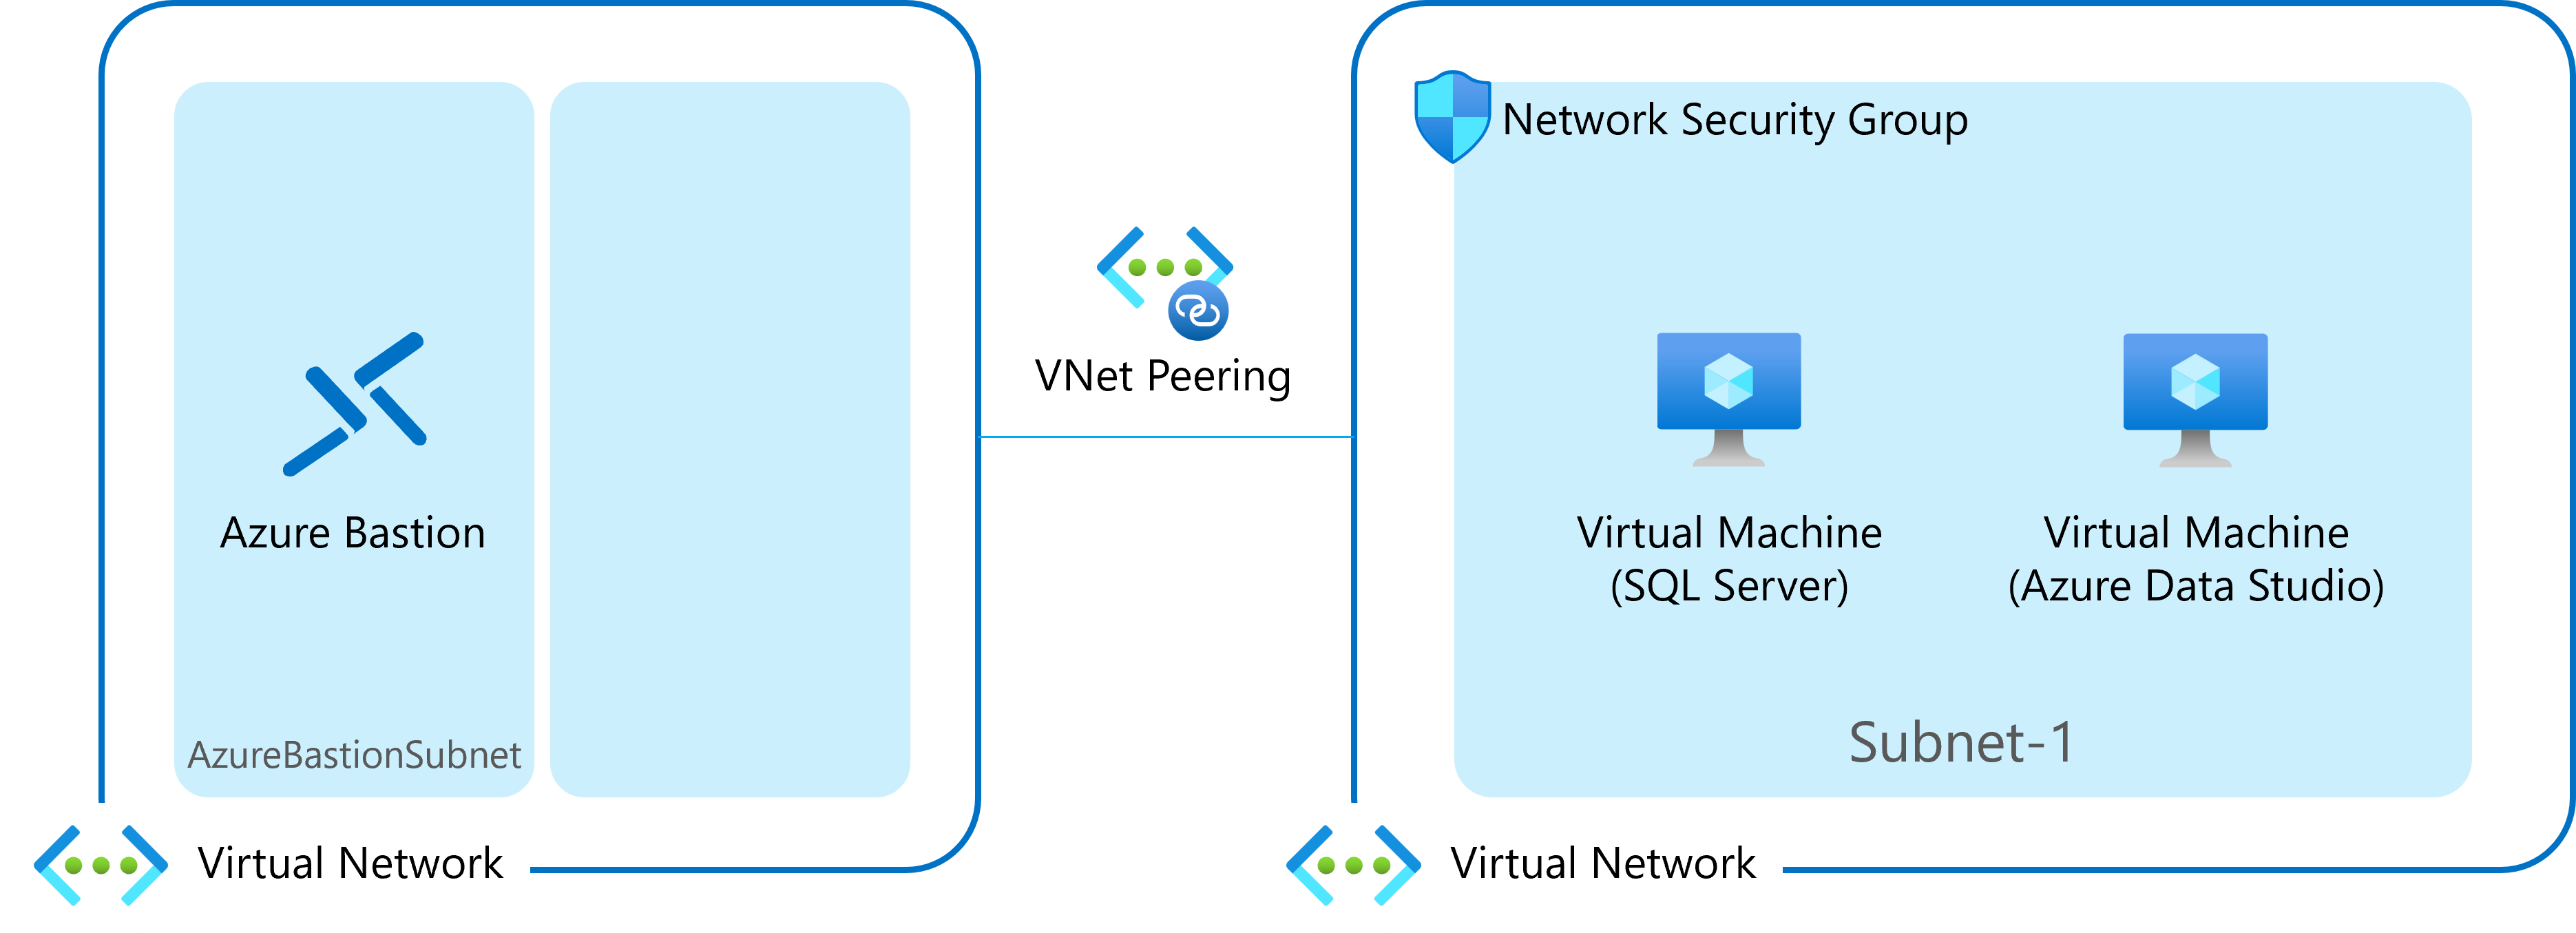 Network Security Group
VNet Peering
Azure Bastion
Virtual Machine
(SQL Server)
Virtual Machine
(Azure Data Studio)
AzureBastionSubnet
Subnet-1
Virtual Network
Virtual Network